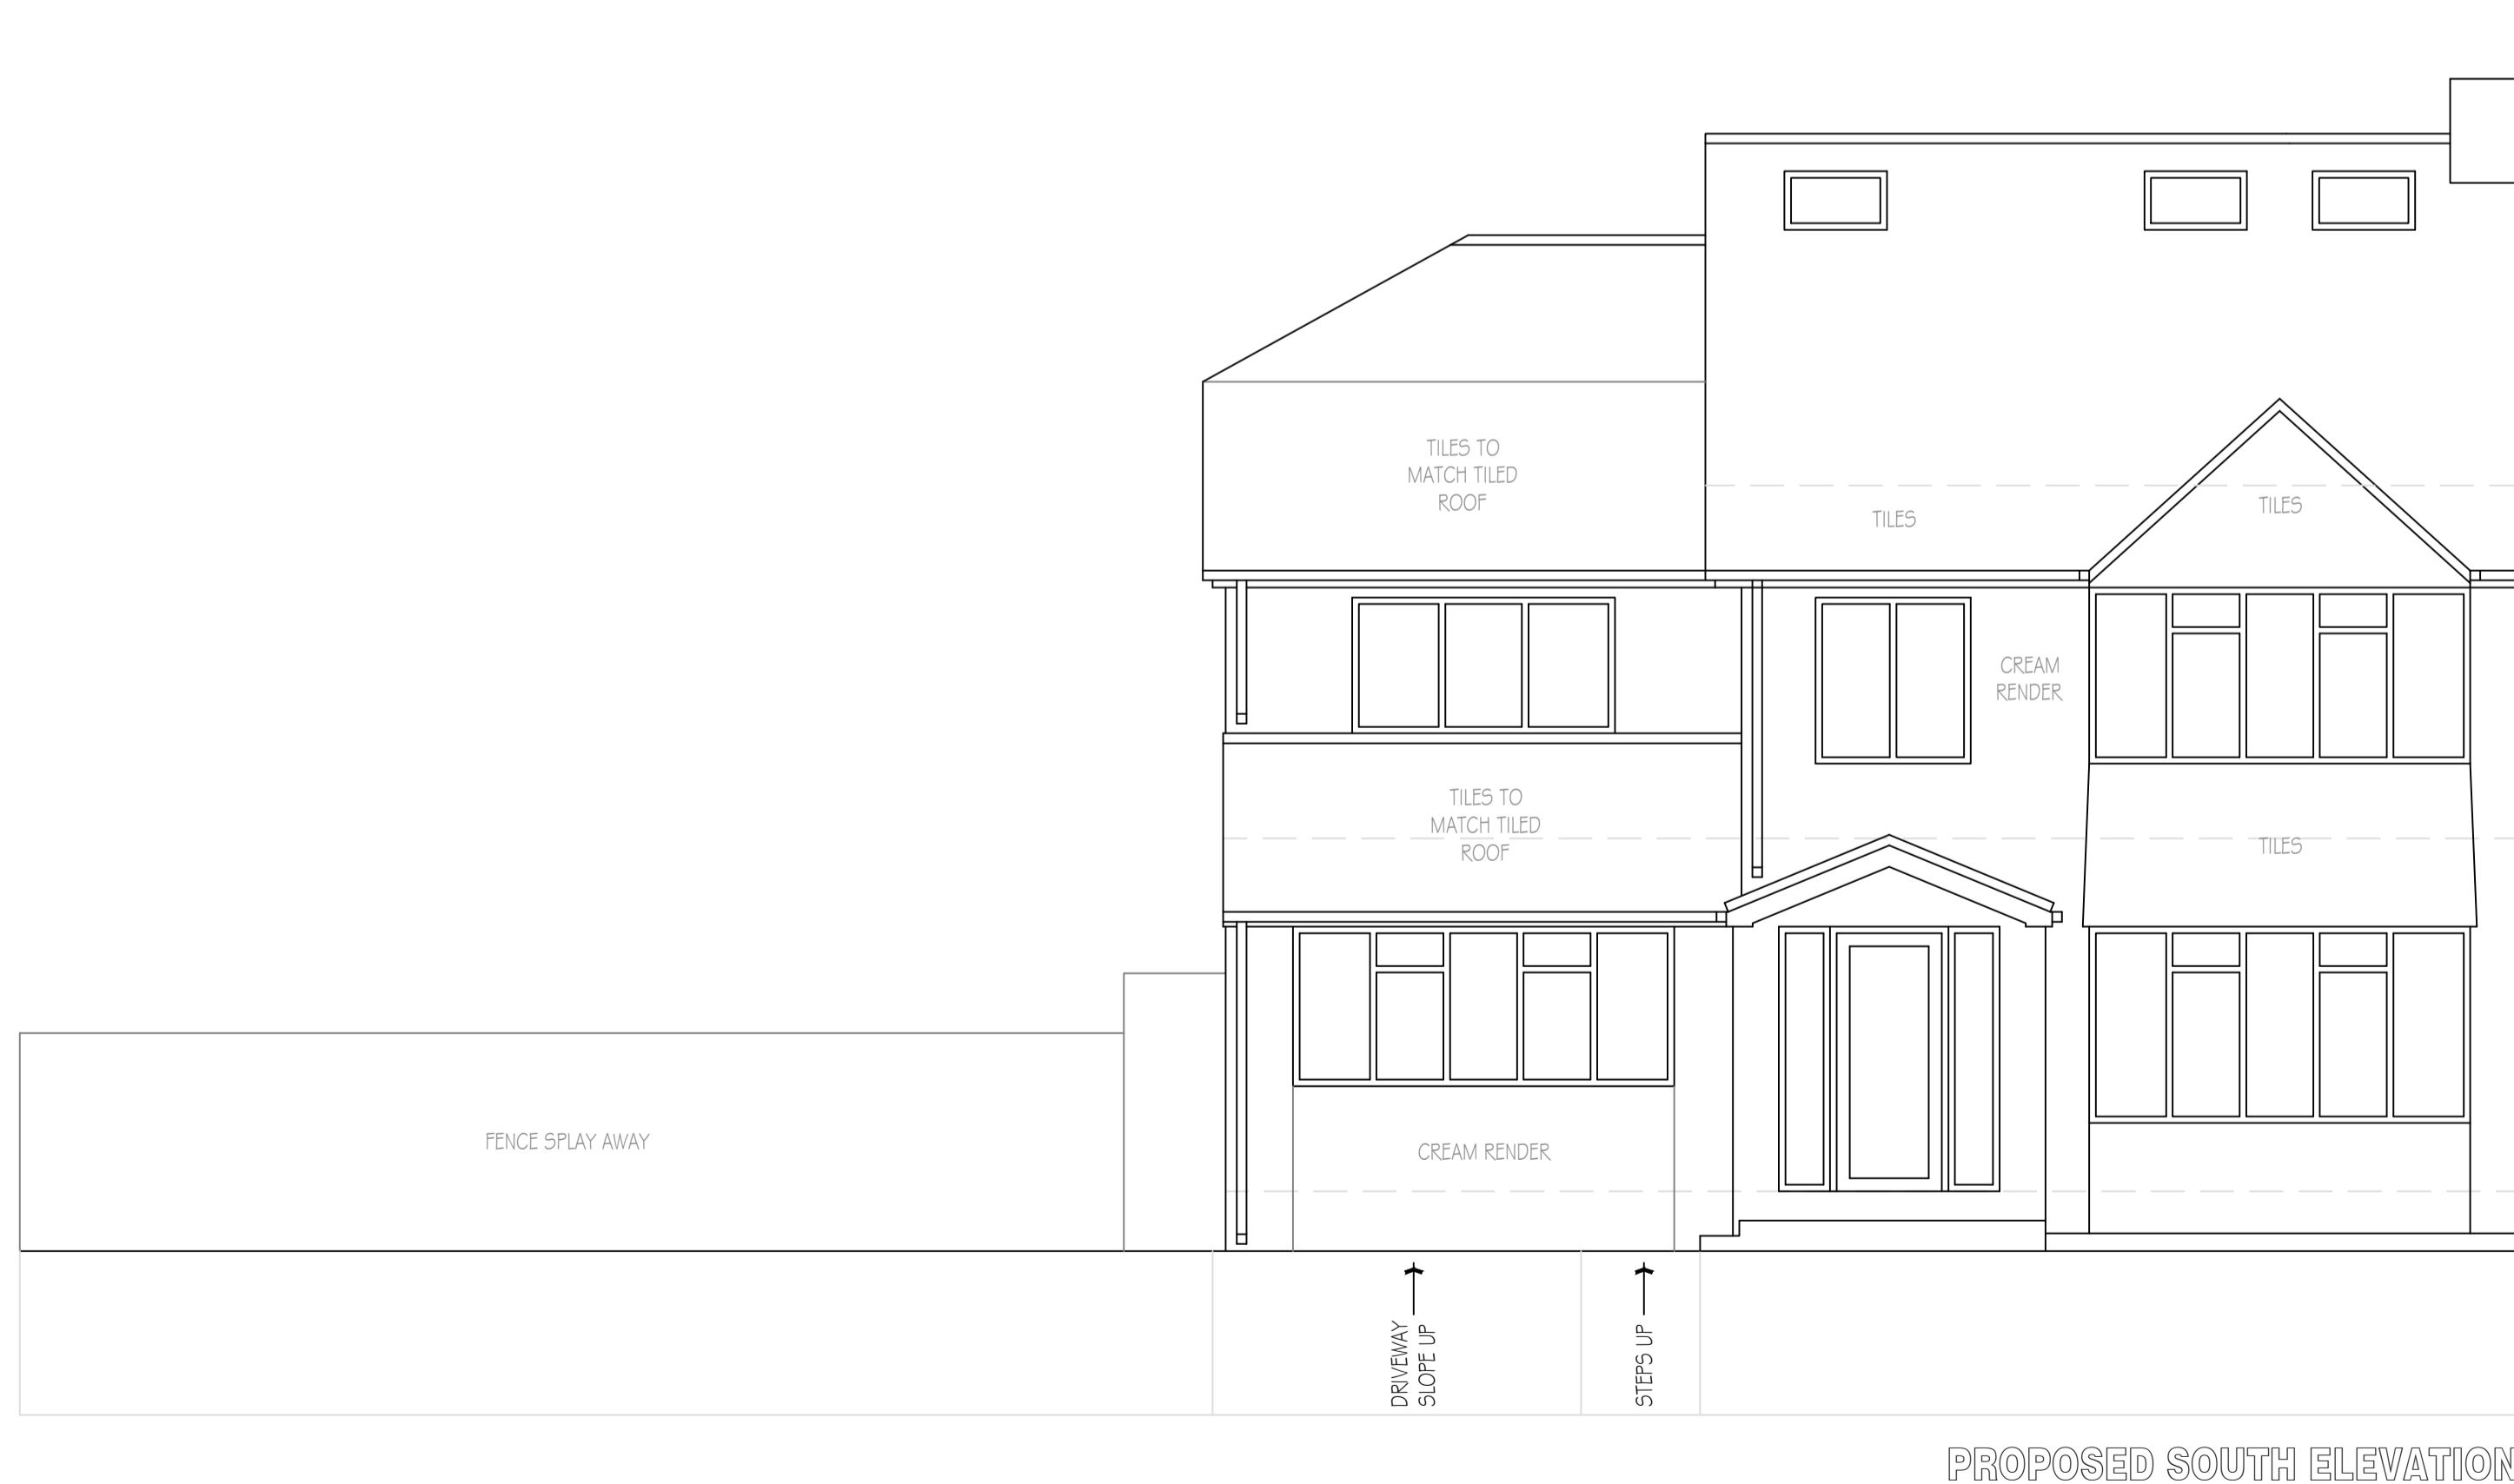 TILES TO
MATCH TILED
ROOF
TILES
TILES
CREAM
RENDER
TILES TO
MATCH TILED
ROOF
TILES
FENCE SPLAY AWAY
CREAM RENDER
DRIVEWAY
SLOPE UP
STEPS UP
PROPOSED SOUTH ELEVATION